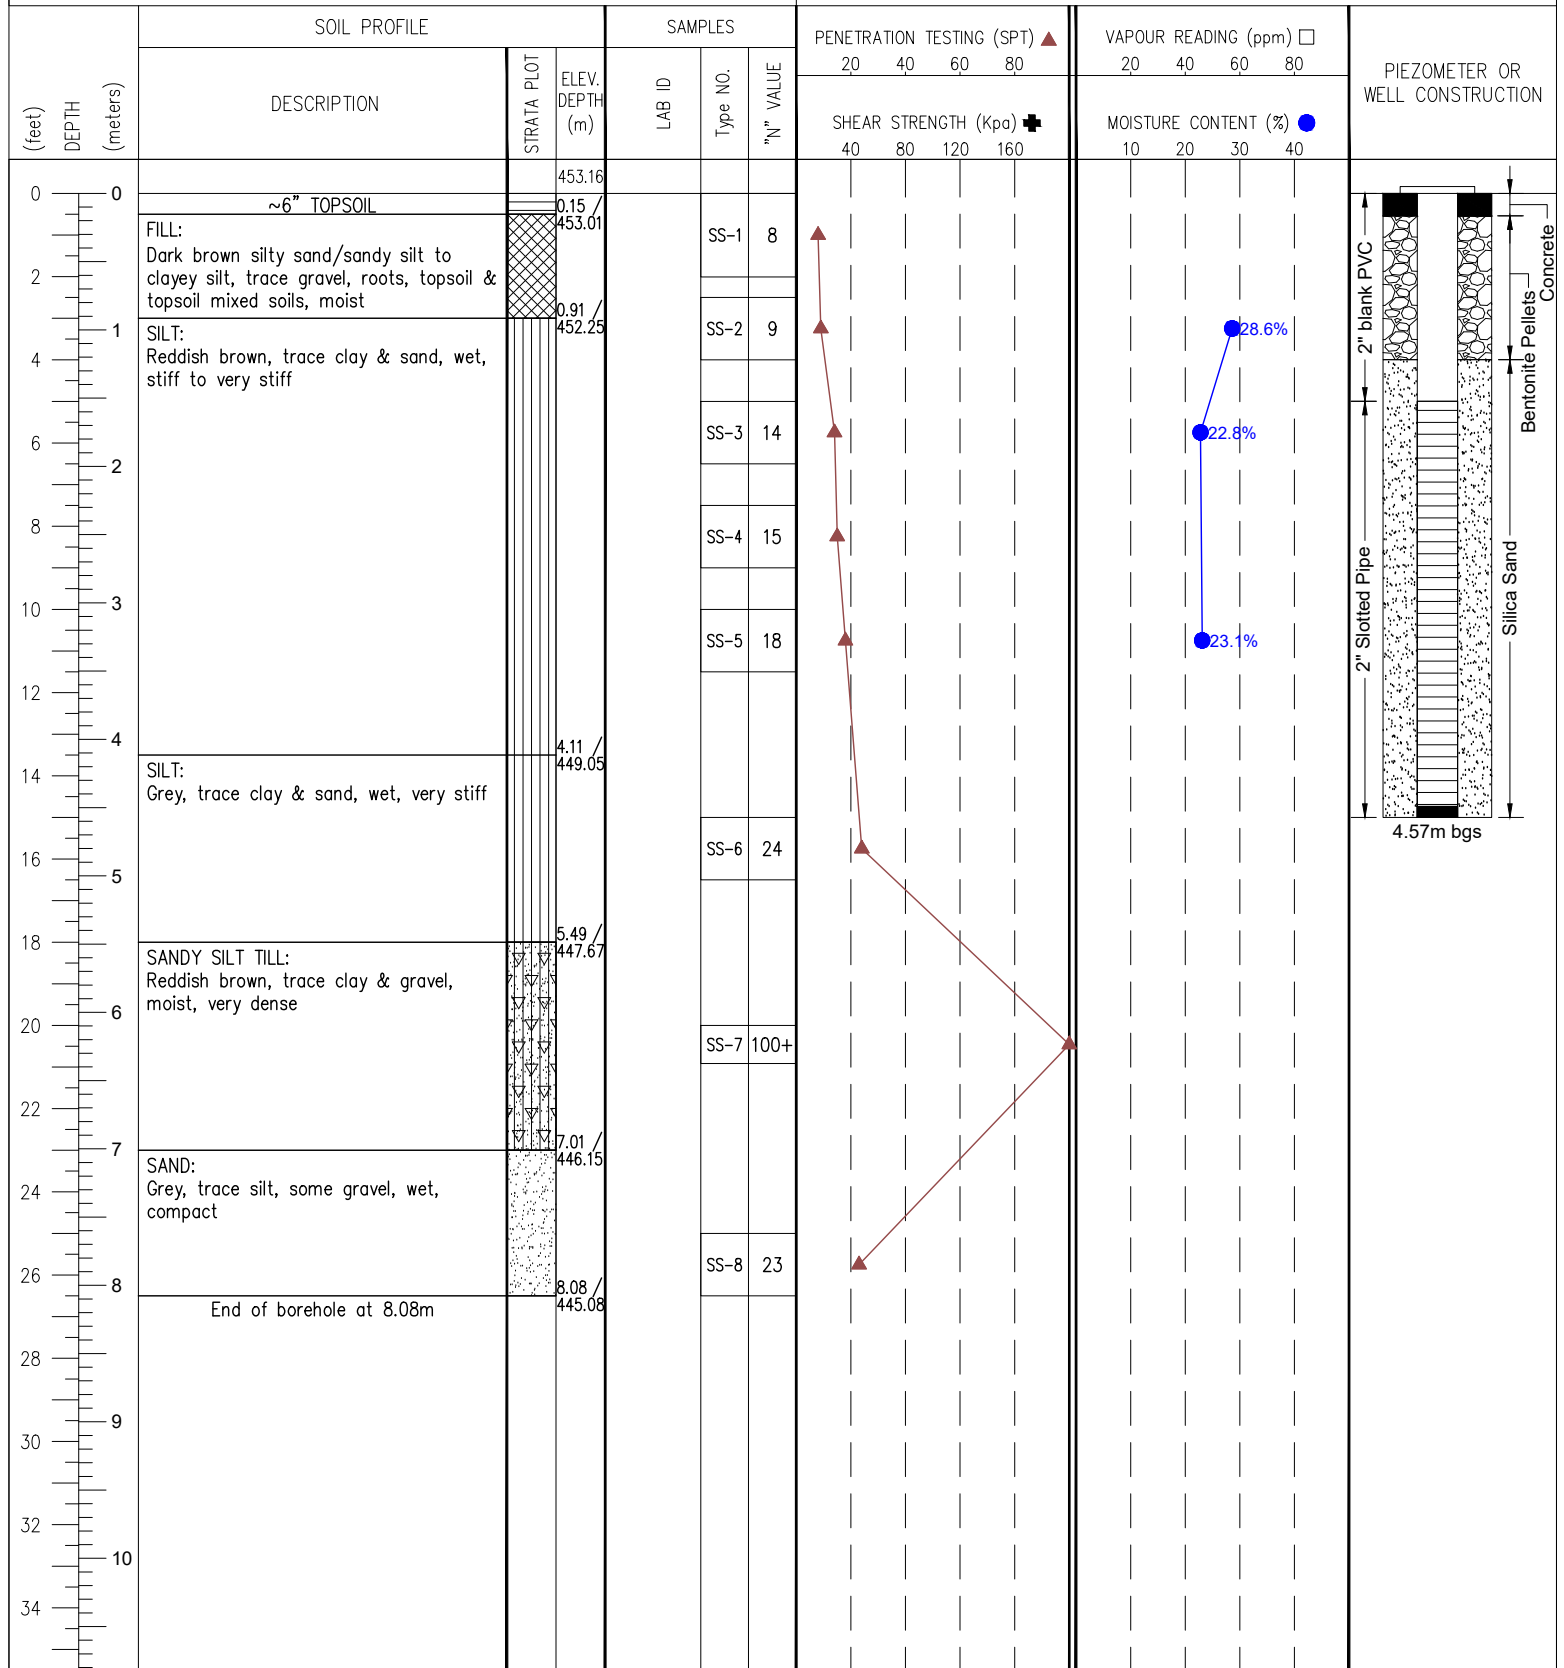 SOIL PROFILE
SAMPLES
PENETRATION TESTING (SPT)
20 40 60 80
VAPOUR READING (ppm)
20 40 60 80
PIEZOMETER OR
WELL CONSTRUCTION
(feet)
DEPTH
(meters)
DESCRIPTION
STRATA PLOT
ELEV.
DEPTH
(m)
LAB ID
Type NO.
"N" VALUE
SHEAR STRENGTH (Kpa)
40 80 120 160
MOISTURE CONTENT (%)
10 20 30 40
453.16
0 0
~6" TOPSOIL
0.15 /
453.01
FILL:
Dark brown silty sand/sandy silt to
clayey silt, trace gravel, roots, topsoil &
topsoil mixed soils, moist
SS-1 8
2
0.91 /
452.25
1
SILT:
Reddish brown, trace clay & sand, wet,
stiff to very stiff
SS-2 9
28.6%
4
SS-3 14
22.8%
6
2
8
SS-4 15
3
10
SS-5 18
23.1%
12
4
4.11 /
449.05
SILT:
Grey, trace clay & sand, wet, very stiff
14
SS-6 24
16
5
5.49 /
447.67
18
SANDY SILT TILL:
Reddish brown, trace clay & gravel,
moist, very dense
6
20
SS-7 100+
22
7
7.01 /
446.15
SAND:
Grey, trace silt, some gravel, wet,
compact
24
SS-8 23
26
8
8.08 /
445.08
End of borehole at 8.08m
28
9
30
32
10
34
2" blank PVC
2" Slotted Pipe
Concrete
Bentonite Pellets
Silica Sand
4.57m bgs